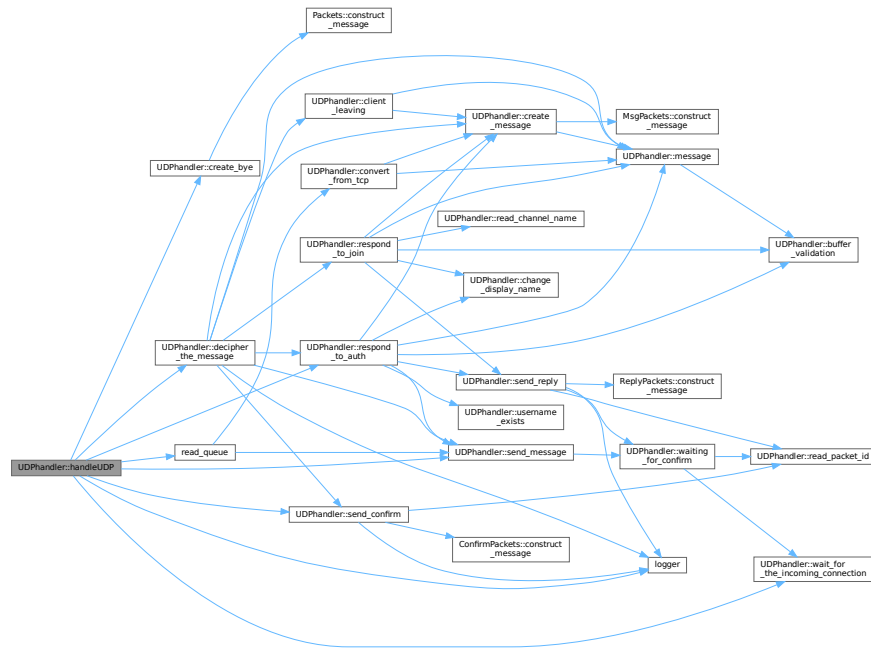 Packets::construct
_message
UDPhandler::client
_leaving
UDPhandler::create
_message
MsgPackets::construct
_message
UDPhandler::message
UDPhandler::create_bye
UDPhandler::convert
_from_tcp
UDPhandler::read_channel_name
UDPhandler::respond
_to_join
UDPhandler::buffer
_validation
UDPhandler::change
_display_name
UDPhandler::decipher
_the_message
UDPhandler::respond
_to_auth
UDPhandler::send_reply
ReplyPackets::construct
_message
UDPhandler::username
_exists
read_queue
UDPhandler::send_message
UDPhandler::waiting
_for_confirm
UDPhandler::read_packet_id
UDPhandler::handleUDP
UDPhandler::send_confirm
ConfirmPackets::construct
_message
logger
UDPhandler::wait_for
_the_incoming_connection